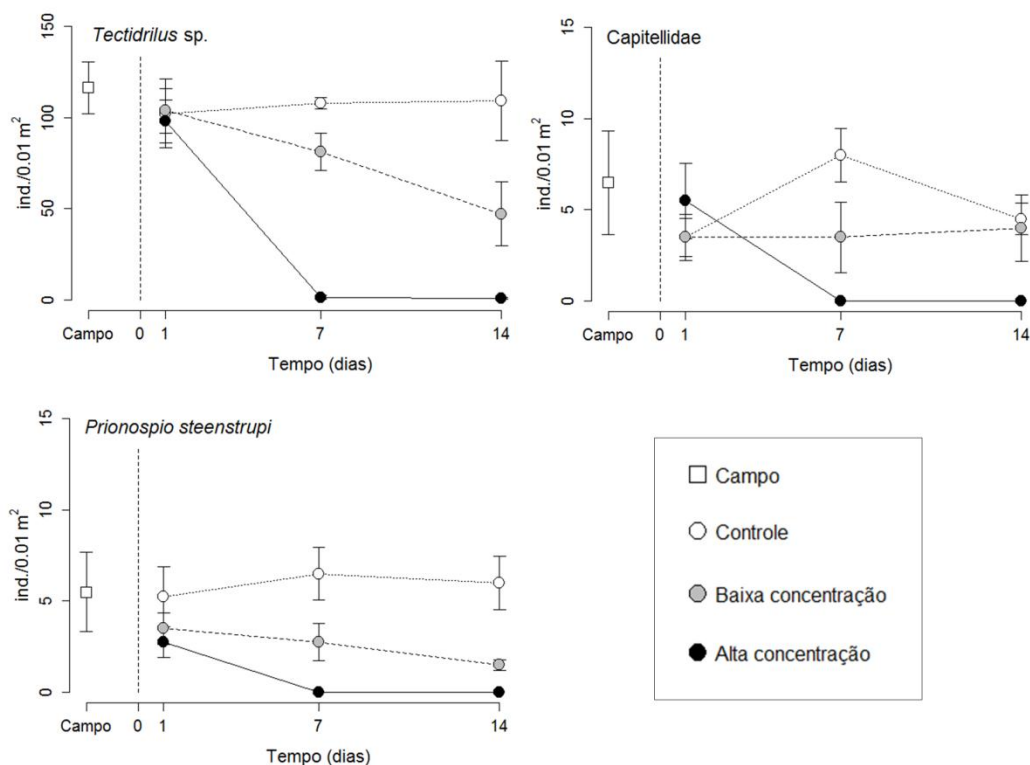 Tectidrilus sp.
ind./0.01 m²
0
50
100
150
Campo 0 1 7 14
Tempo (dias)
Capitellidae
ind./0.01 m²
0
5
10
15
Campo 0 1 7 14
Tempo (dias)
Prionospio steenstrupi
ind./0.01 m²
0
5
10
15
Campo 0 1 7 14
Tempo (dias)
Campo
Controle
Baixa concentração
Alta concentração